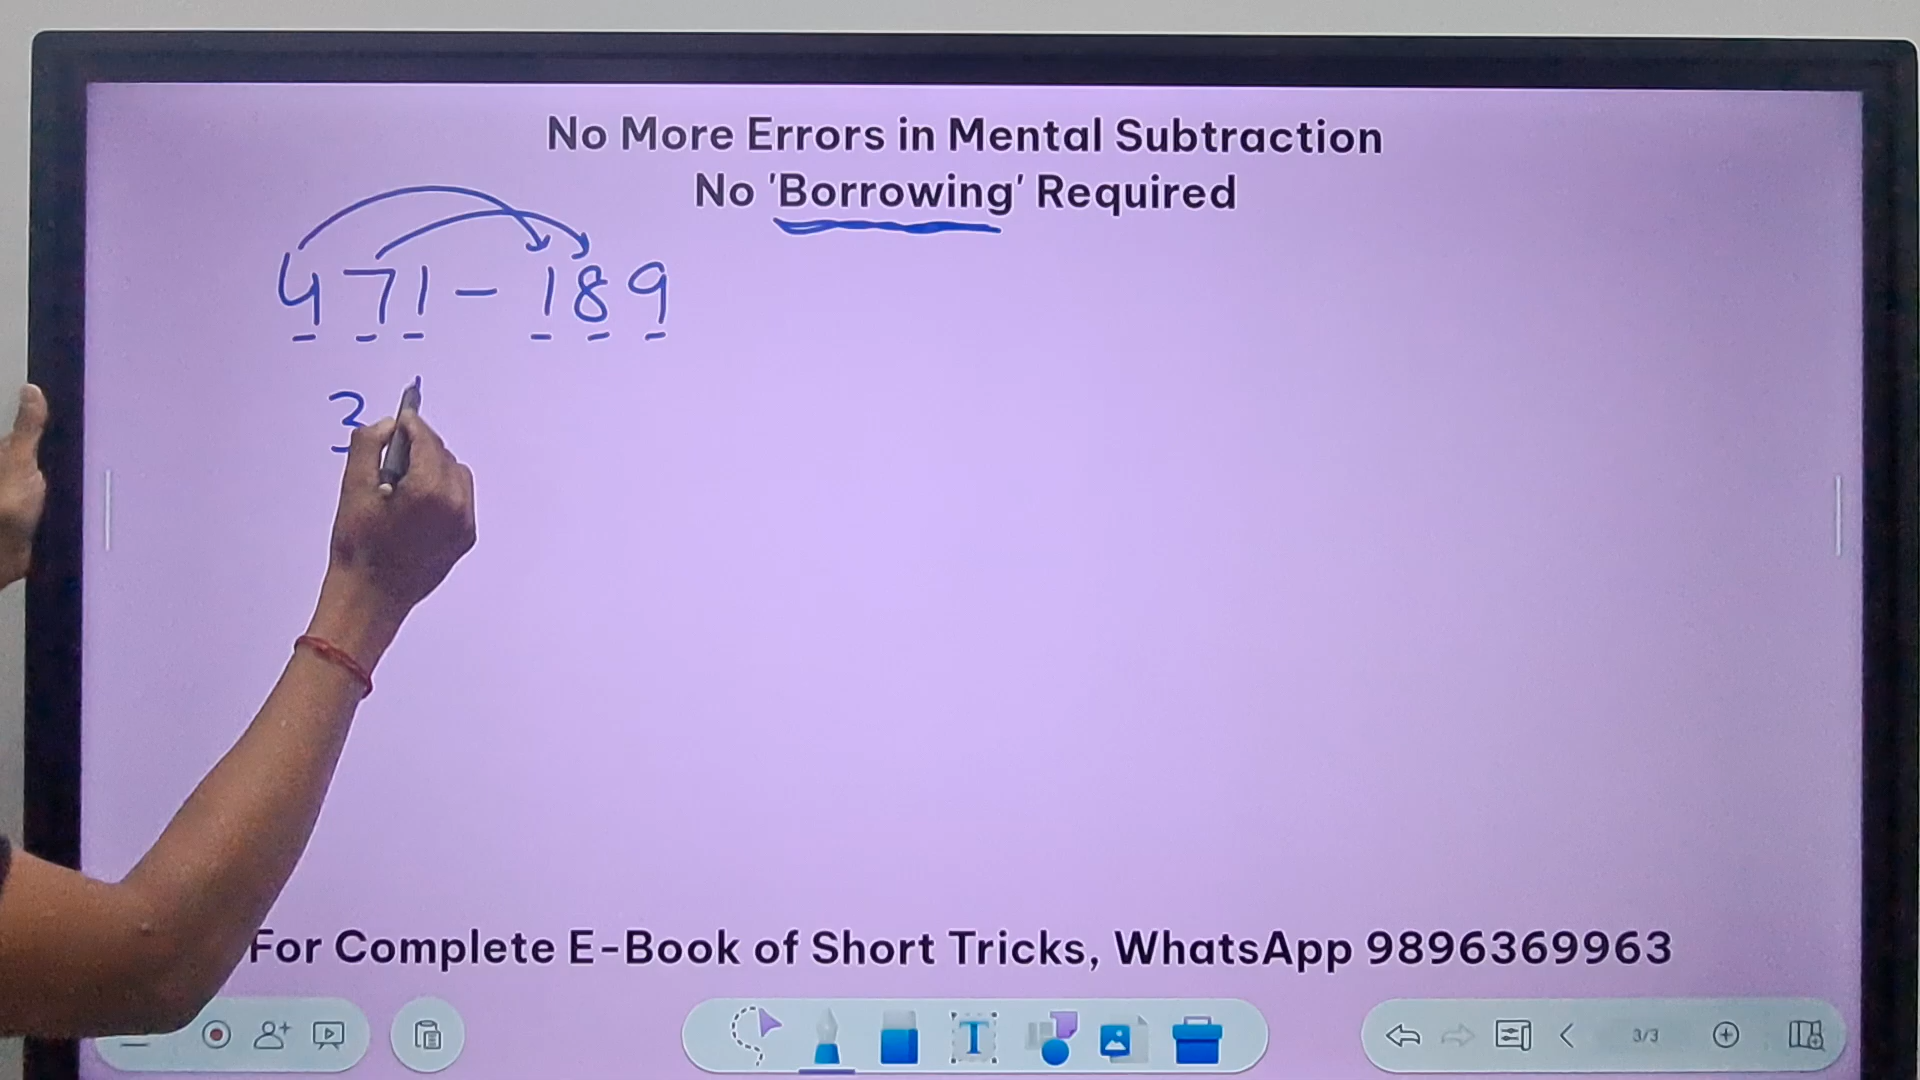 No More Errors in Mental Subtraction
No 'Borrowing' Required
471 - 189
3
For Complete E-Book of Short Tricks, WhatsApp 9896369963
T
3/3